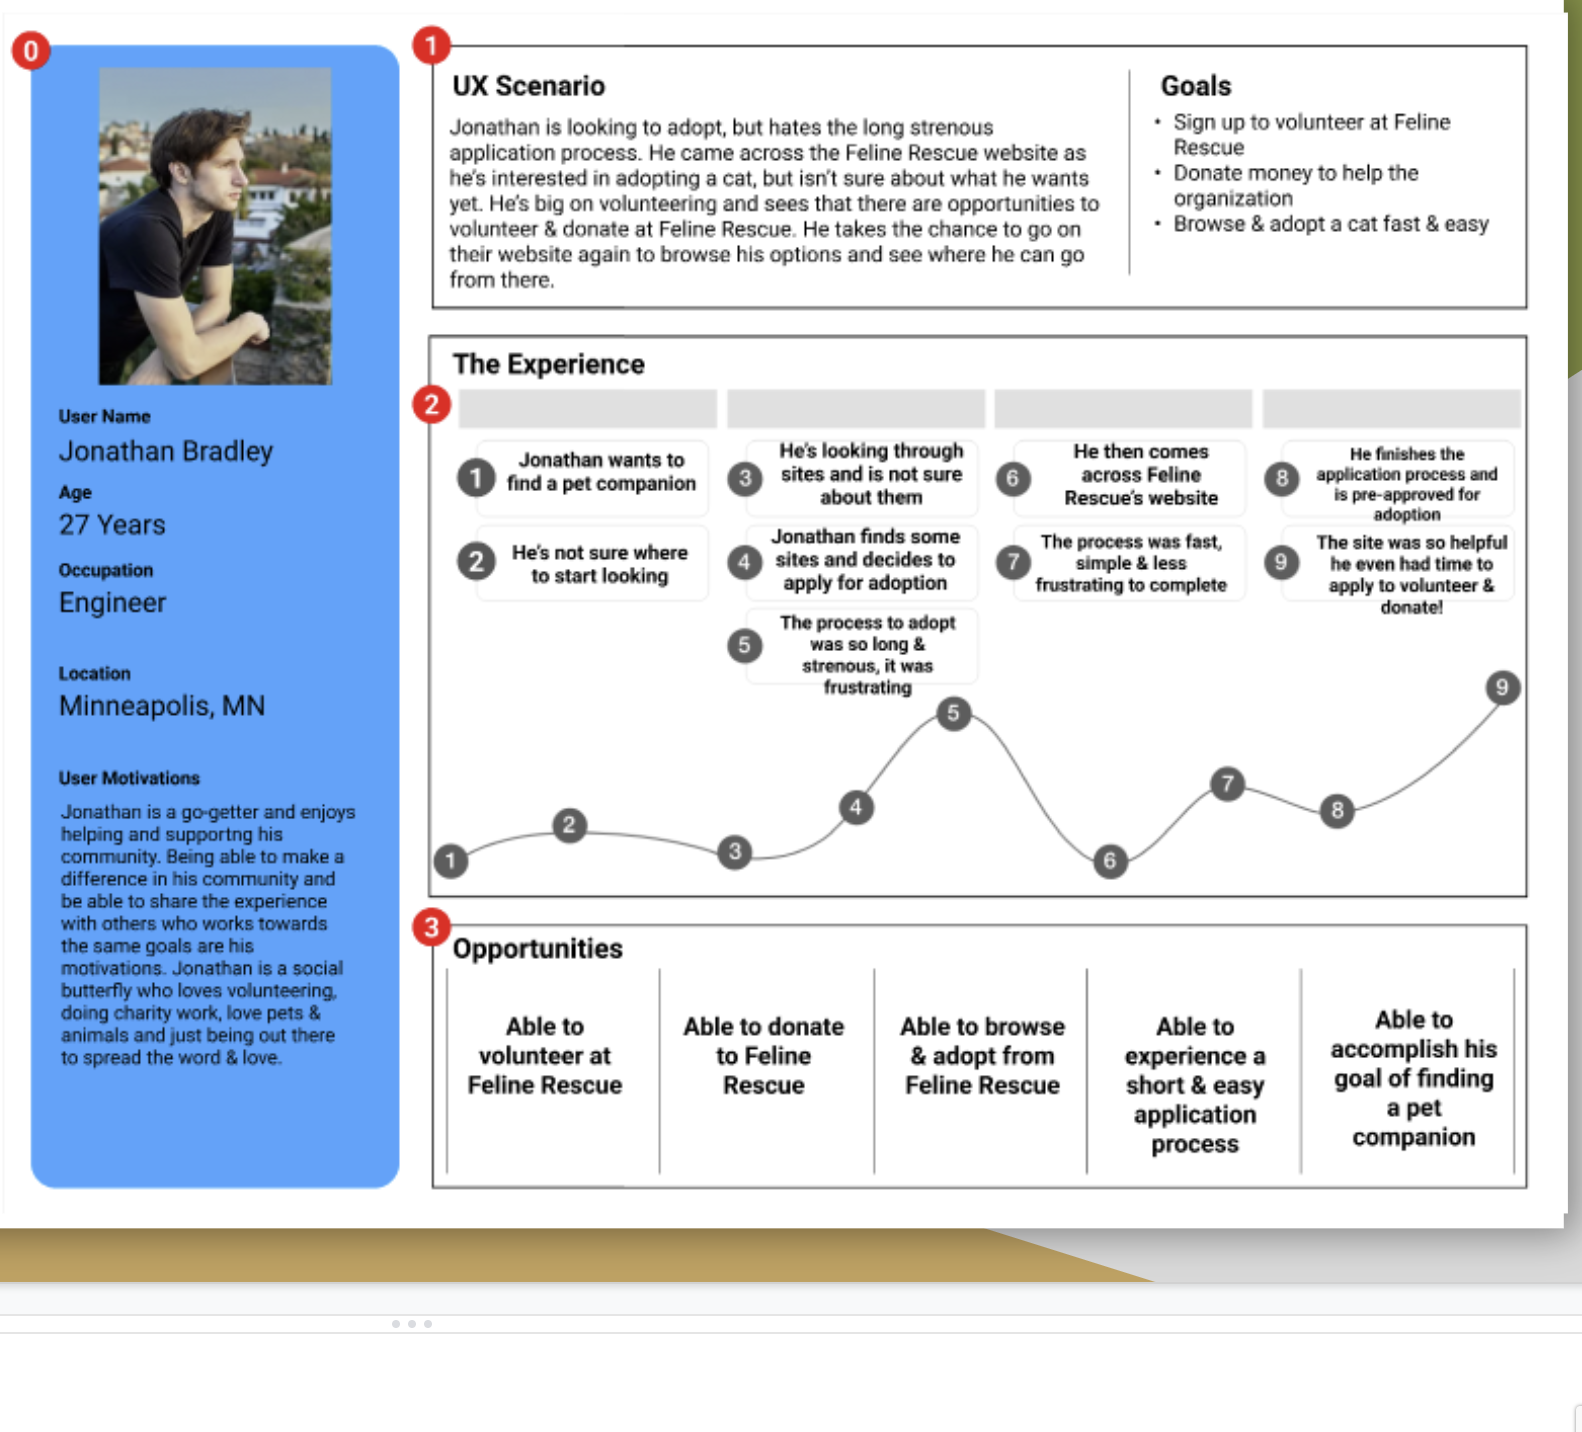 0
User Name
Jonathan Bradley
Age
27 Years
Occupation
Engineer
Location
Minneapolis, MN
User Motivations
Jonathan is a go-getter and enjoys
helping and supportng his
community. Being able to make a
difference in his community and
be able to share the experience
with others who works towards
the same goals are his
motivations. Jonathan is a social
butterfly who loves volunteering,
doing charity work, love pets &
animals and just being out there
to spread the word & love.
1
UX Scenario
Jonathan is looking to adopt, but hates the long strenous
application process. He came across the Feline Rescue website as
he's interested in adopting a cat, but isn't sure about what he wants
yet. He's big on volunteering and sees that there are opportunities to
volunteer & donate at Feline Rescue. He takes the chance to go on
their website again to browse his options and see where he can go
from there.
Goals
• Sign up to volunteer at Feline
Rescue
• Donate money to help the
organization
• Browse & adopt a cat fast & easy
The Experience
2
1
Jonathan wants to
find a pet companion
2
He's not sure where
to start looking
3
He's looking through
sites and is not sure
about them
4
Jonathan finds some
sites and decides to
apply for adoption
5
The process to adopt
was so long &
strenous, it was
frustrating
6
He then comes
across Feline
Rescue's website
7
The process was fast,
simple & less
frustrating to complete
8
He finishes the
application process and
is pre-approved for
adoption
9
The site was so helpful
he even had time to
apply to volunteer &
donate!
1
2
3
4
5
6
7
8
9
3
Opportunities
Able to
volunteer at
Feline Rescue
Able to donate
to Feline
Rescue
Able to browse
& adopt from
Feline Rescue
Able to
experience a
short & easy
application
process
Able to
accomplish his
goal of finding
a pet
companion